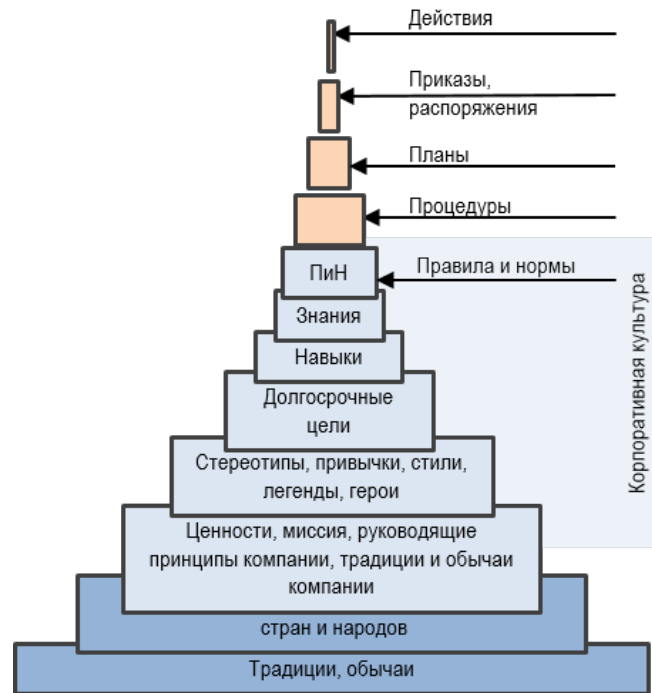 Действия
Приказы,
распоряжения
Планы
Процедуры
ПиН
Правила и нормы
Знания
Навыки
Долгосрочные
цели
Стереотипы, привычки, стили,
легенды, герои
Ценности, миссия, руководящие
принципы компании, традиции и обычаи
компании
стран и народов
Традиции, обычаи
Корпоративная культура